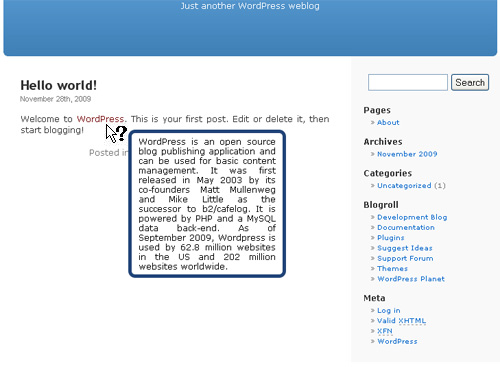 Just another WordPress weblog
Hello world!
November 28th, 2009
Welcome to WordPress. This is your first post. Edit or delete it, then
start blogging!
Posted in
WordPress is an open source
blog publishing application and
can be used for basic content
management. It was first
released in May 2003 by its
co-founders Matt Mullenweg
and Mike Little as the
successor to b2/cafelog. It is
powered by PHP and a MySQL
data back-end. As of
September 2009, Wordpress is
used by 62.8 million websites
in the US and 202 million
websites worldwide.
Search
Pages
» About
Archives
» November 2009
Categories
» Uncategorized (1)
Blogroll
» Development Blog
» Documentation
» Plugins
» Suggest Ideas
» Support Forum
» Themes
» WordPress Planet
Meta
» Log in
» Valid XHTML
» XFN
» WordPress